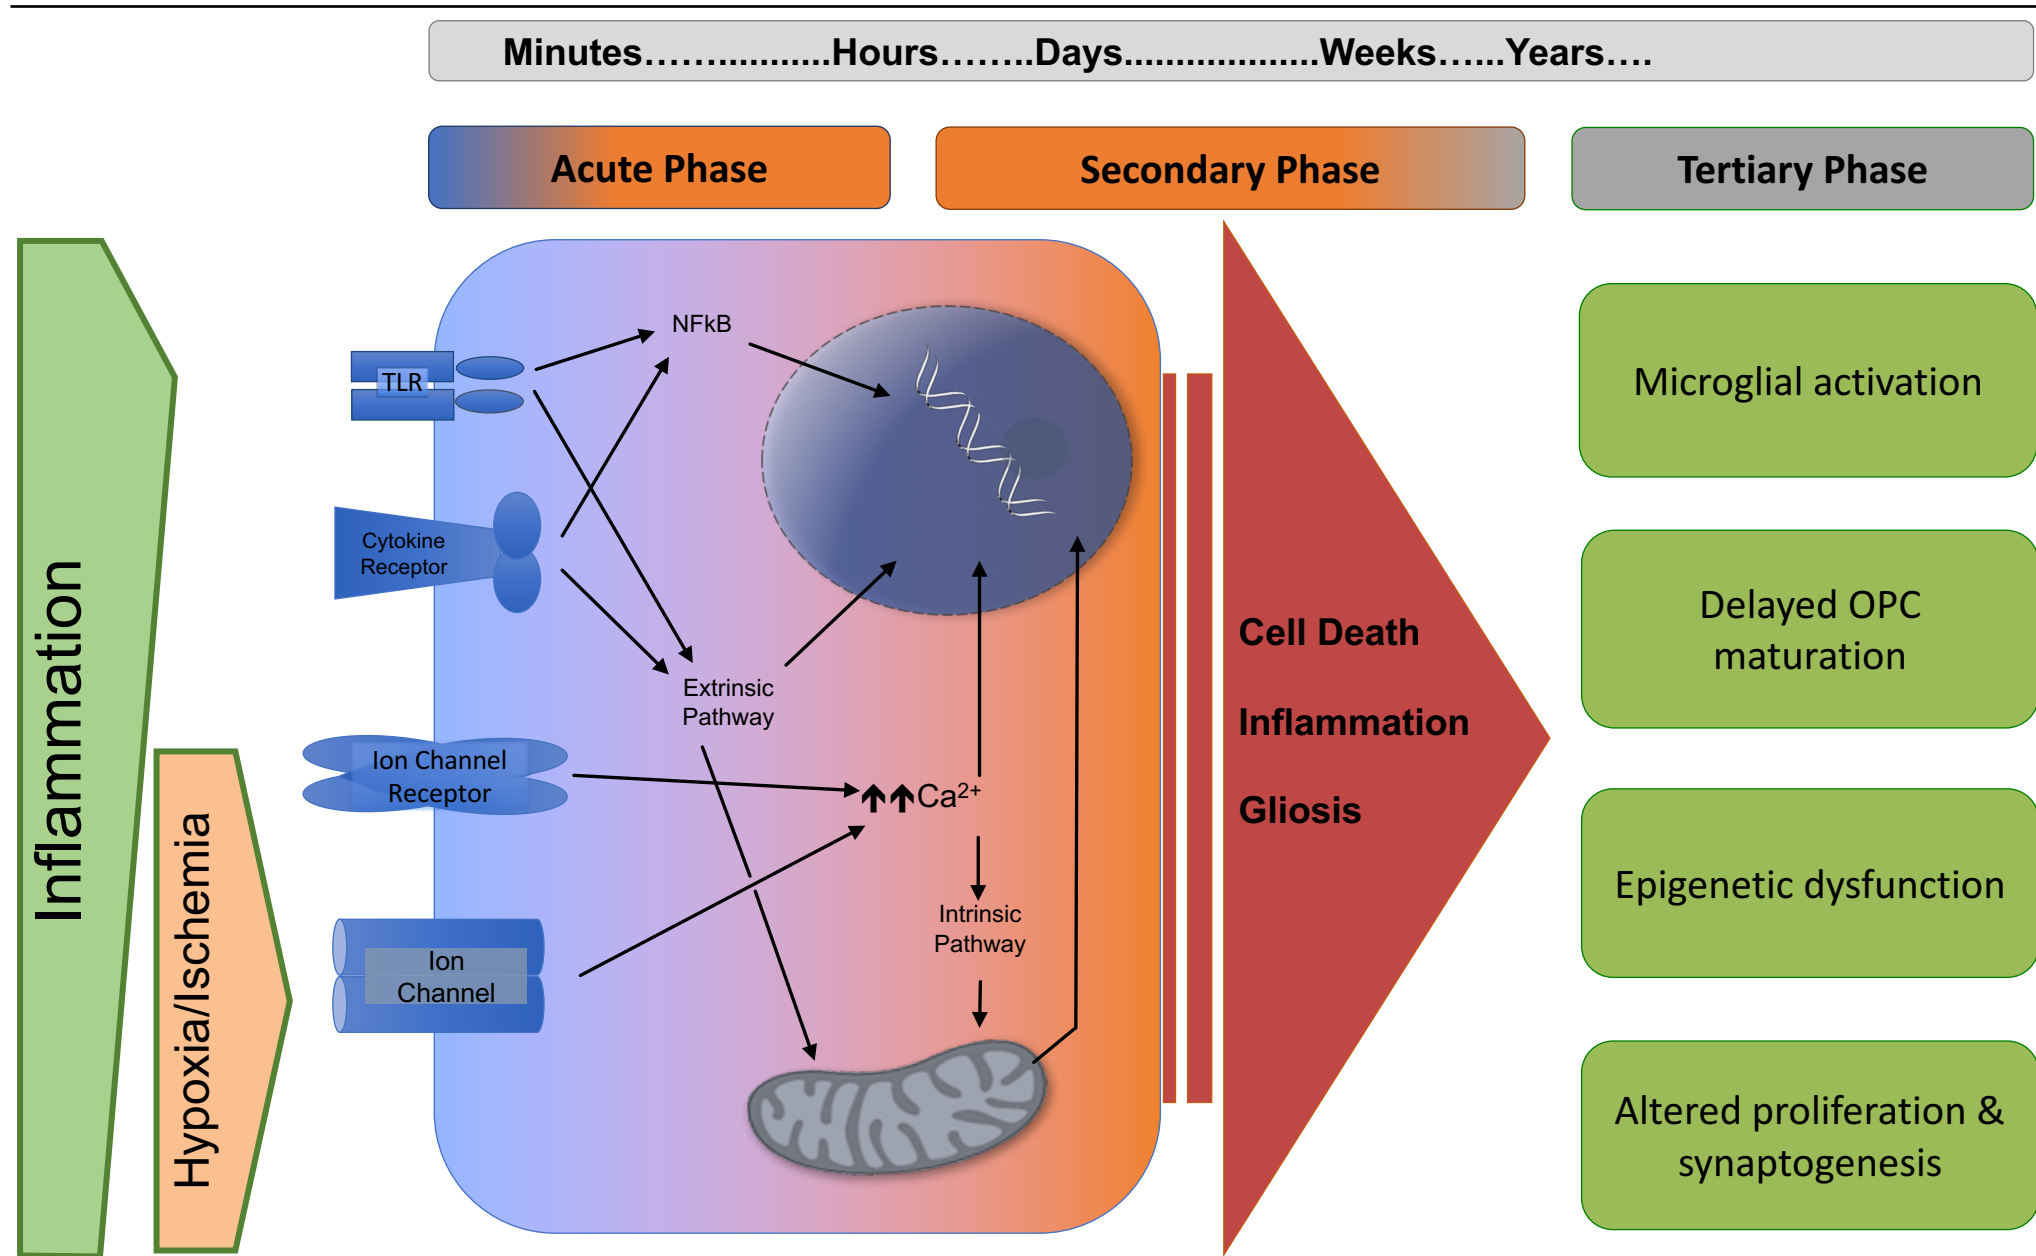 Minutes…….............Hours……..Days...................Weeks…...Years….
Acute Phase
Secondary Phase
Tertiary Phase
Inflammation
Hypoxia/Ischemia
TLR
Cytokine
Receptor
Ion Channel
Receptor
Ion
Channel
NFkB
Extrinsic
Pathway
Ca²⁺
Intrinsic
Pathway
Cell Death
Inflammation
Gliosis
Microglial activation
Delayed OPC
maturation
Epigenetic dysfunction
Altered proliferation &
synaptogenesis